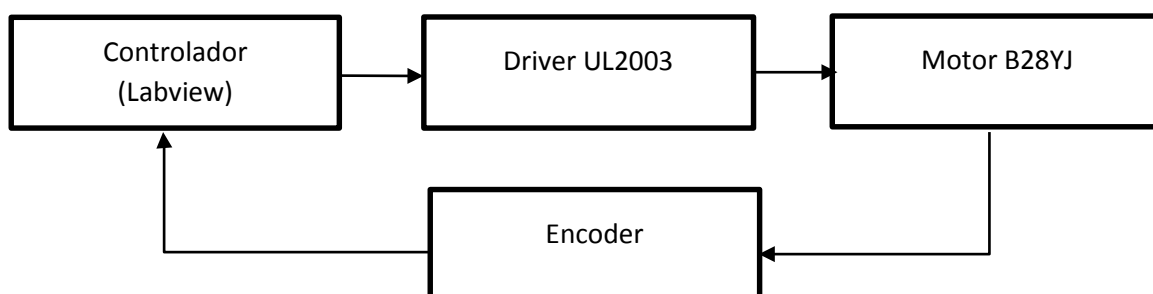 Controlador
(Labview)
Driver UL2003
Motor B28YJ
Encoder